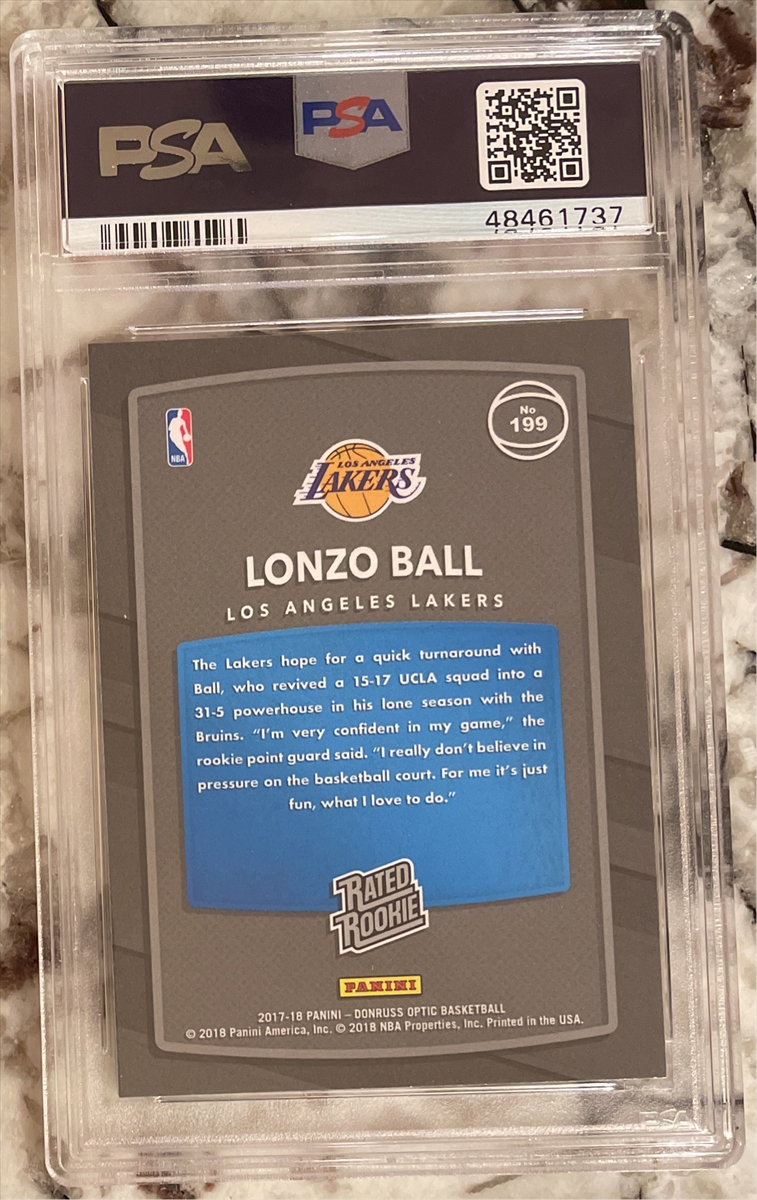 PSA
PSA
48461737
No
199
NBA
LOS ANGELES
LAKERS
LONZO BALL
LOS ANGELES LAKERS
The Lakers hope for a quick turnaround with
Ball, who revived a 15-17 UCLA squad into a
31-5 powerhouse in his lone season with the
Bruins. “I’m very confident in my game,” the
rookie point guard said. “I really don’t believe in
pressure on the basketball court. For me it’s just
fun, what I love to do.”
RATED
ROOKIE
PANINI
2017-18 PANINI – DONRUSS OPTIC BASKETBALL
© 2018 Panini America, Inc. © 2018 NBA Properties, Inc. Printed in the USA.
PSA